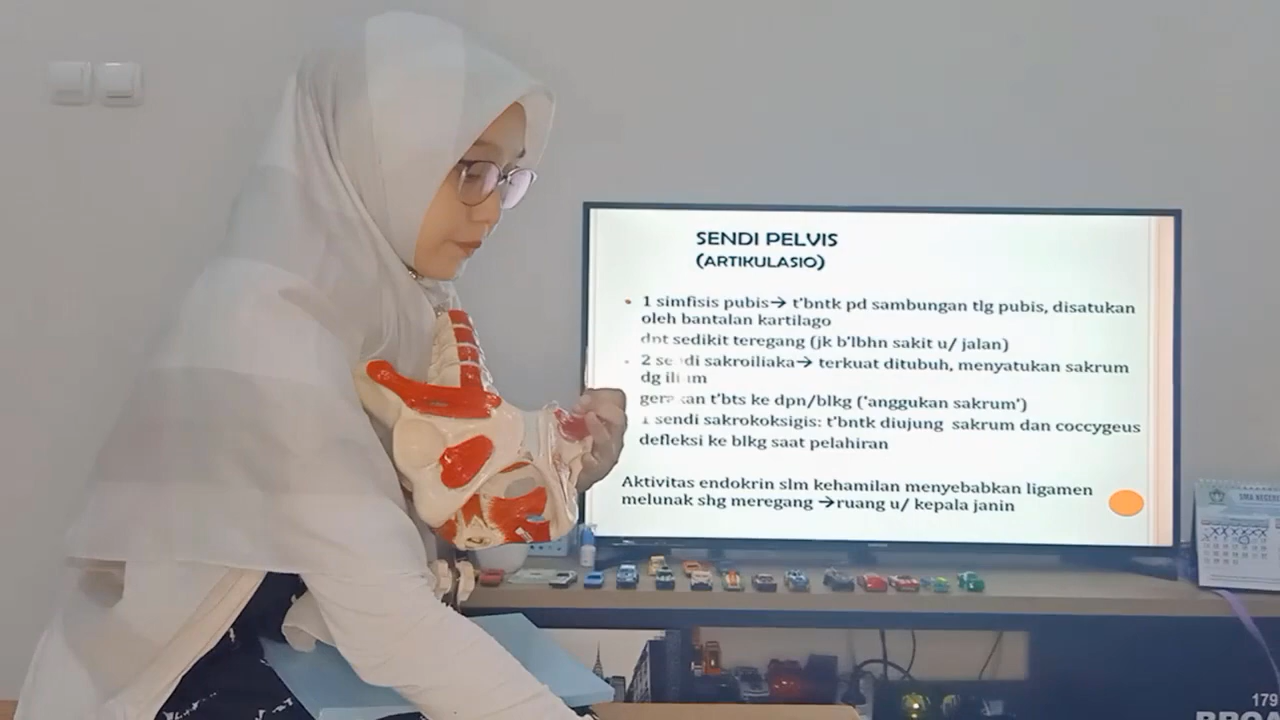 SENDI PELVIS
(ARTIKULASIO)
• 1 simfisis pubis→ t'bntk pd sambungan tlg pubis, disatukan
oleh bantalan kartilago
dpt sedikit teregang (jk b'lbhn sakit u/ jalan)
• 2 sendi sakroiliaka→ terkuat ditubuh, menyatukan sakrum
dg ilium
gerakan t'bts ke dpn/blkg ('anggukan sakrum')
1 sendi sakrokoksigis: t'bntk diujung sakrum dan coccygeus
defleksi ke blkg saat pelahiran
Aktivitas endokrin slm kehamilan menyebabkan ligamen
melunak shg meregang →ruang u/ kepala janin
SMA NEGERI
179